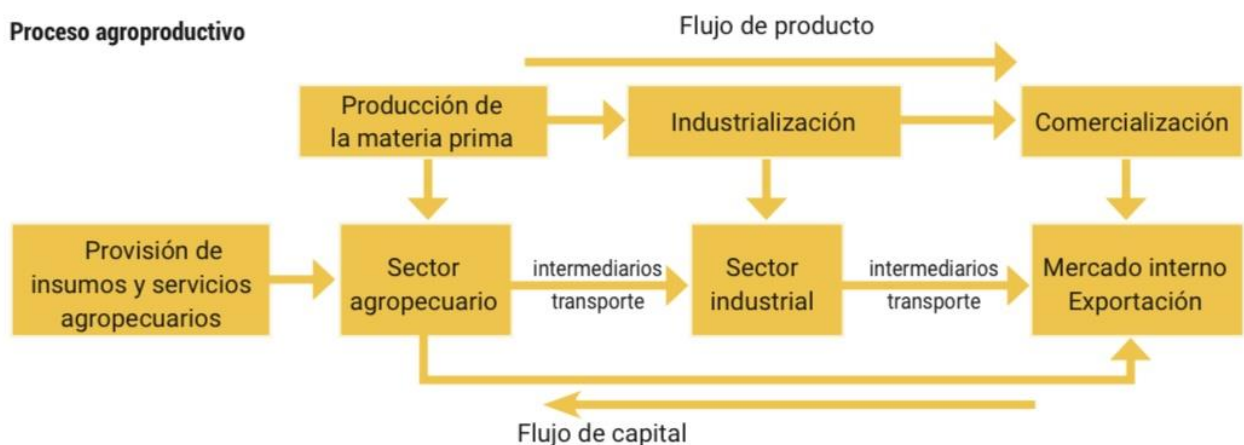 Proceso agroproductivo
Flujo de producto
Producción de
la materia prima
Industrialización
Comercialización
Provisión de
insumos y servicios
agropecuarios
Sector
agropecuario
intermediarios
transporte
Sector
industrial
intermediarios
transporte
Mercado interno
Exportación
Flujo de capital